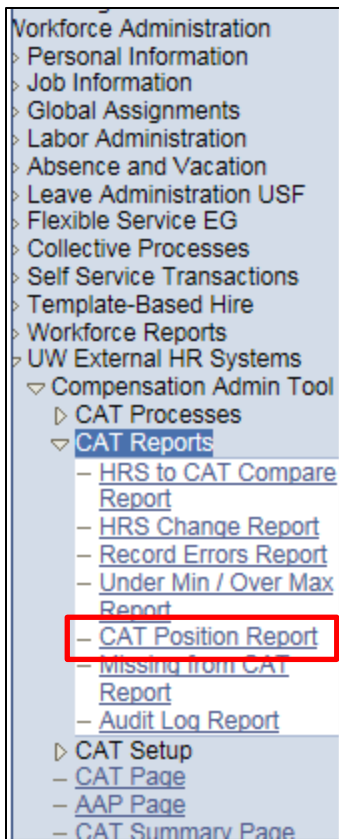 Workforce Administration
Personal Information
Job Information
Global Assignments
Labor Administration
Absence and Vacation
Leave Administration USF
Flexible Service EG
Collective Processes
Self Service Transactions
Template-Based Hire
Workforce Reports
UW External HR Systems
Compensation Admin Tool
CAT Processes
CAT Reports
– HRS to CAT Compare
Report
– HRS Change Report
– Record Errors Report
– Under Min / Over Max
Report
– CAT Position Report
– Missing from CAT
Report
– Audit Log Report
CAT Setup
– CAT Page
– AAP Page
– CAT Summary Page